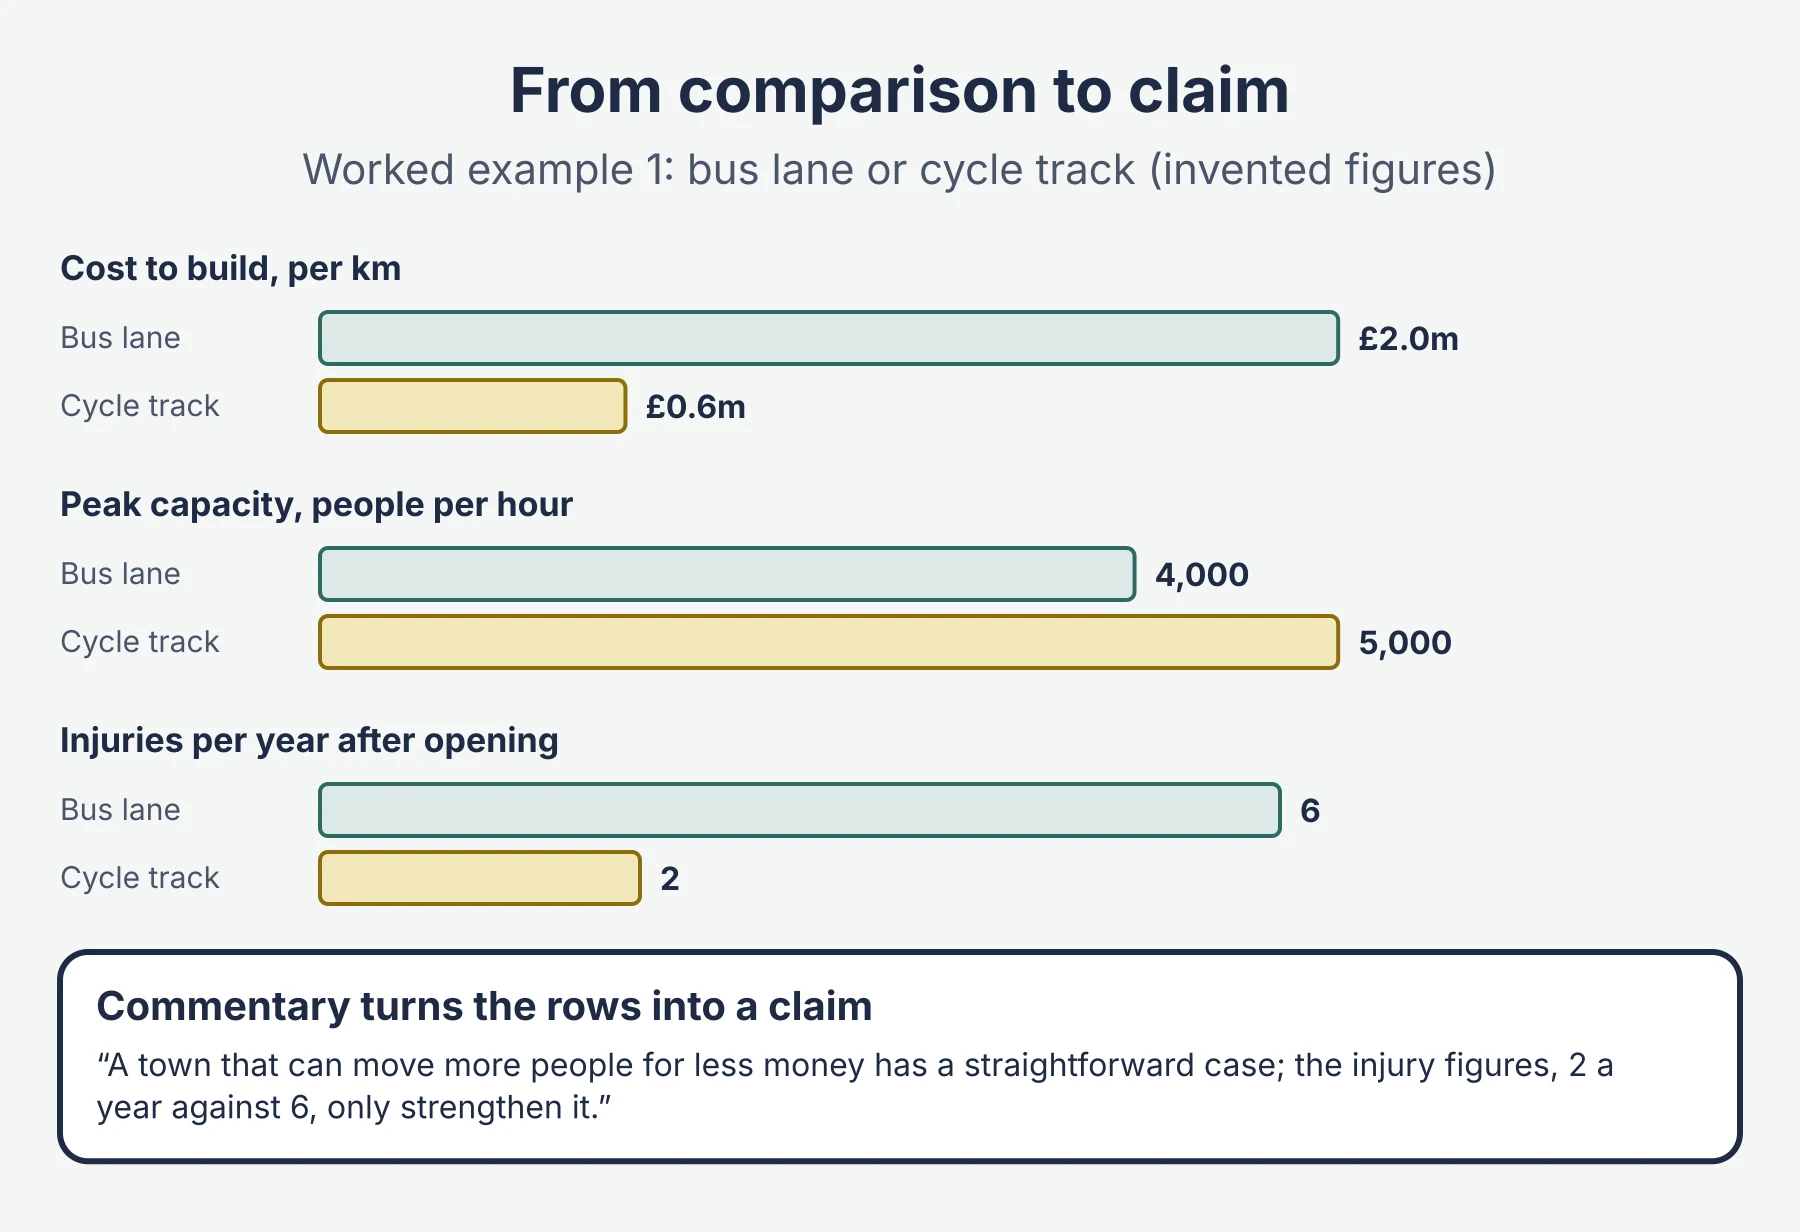 From comparison to claim
Worked example 1: bus lane or cycle track (invented figures)
Cost to build, per km
Bus lane £2.0m
Cycle track £0.6m
Peak capacity, people per hour
Bus lane 4,000
Cycle track 5,000
Injuries per year after opening
Bus lane 6
Cycle track 2
Commentary turns the rows into a claim
“A town that can move more people for less money has a straightforward case; the injury figures, 2 a
year against 6, only strengthen it.”